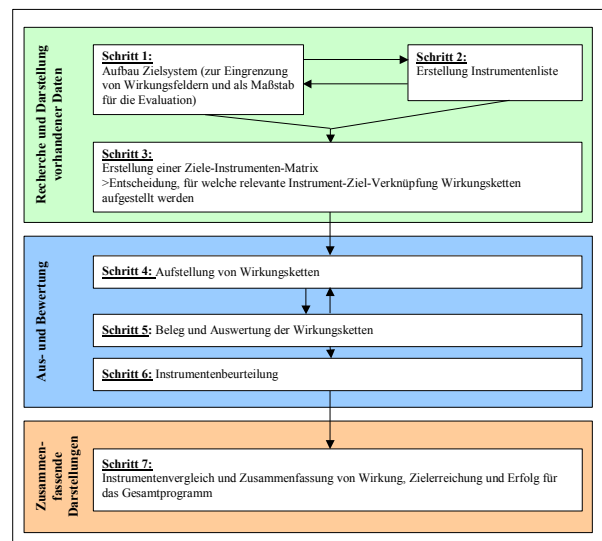 Recherche und Darstellung
vorhandener Daten
Schritt 1:
Aufbau Zielsystem (zur Eingrenzung
von Wirkungsfeldern und als Maßstab
für die Evaluation)
Schritt 2:
Erstellung Instrumentenliste
Schritt 3:
Erstellung einer Ziele-Instrumenten-Matrix
>Entscheidung, für welche relevante Instrument-Ziel-Verknüpfung Wirkungsketten
aufgestellt werden
Aus- und Bewertung
Schritt 4: Aufstellung von Wirkungsketten
Schritt 5: Beleg und Auswertung der Wirkungsketten
Schritt 6: Instrumentenbeurteilung
Zusammen-
fassende
Darstellungen
Schritt 7:
Instrumentenvergleich und Zusammenfassung von Wirkung, Zielerreichung und Erfolg für
das Gesamtprogramm